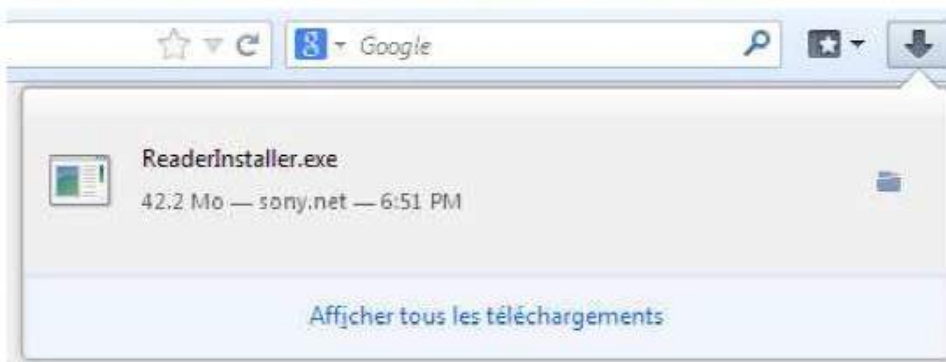 Google
ReaderInstaller.exe
42.2 Mo — sony.net — 6:51 PM
Afficher tous les téléchargements